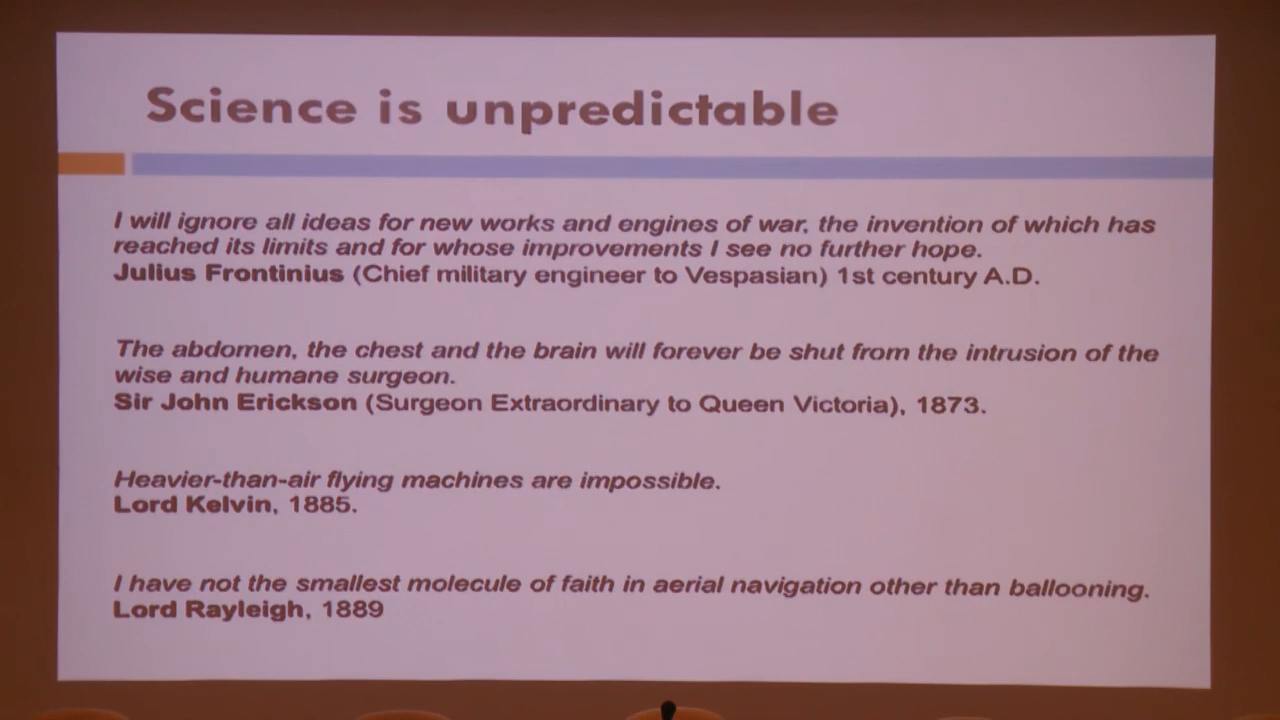 Science is unpredictable
I will ignore all ideas for new works and engines of war, the invention of which has
reached its limits and for whose improvements I see no further hope.
Julius Frontinius (Chief military engineer to Vespasian) 1st century A.D.
The abdomen, the chest and the brain will forever be shut from the intrusion of the
wise and humane surgeon.
Sir John Erickson (Surgeon Extraordinary to Queen Victoria), 1873.
Heavier-than-air flying machines are impossible.
Lord Kelvin, 1885.
I have not the smallest molecule of faith in aerial navigation other than ballooning.
Lord Rayleigh, 1889